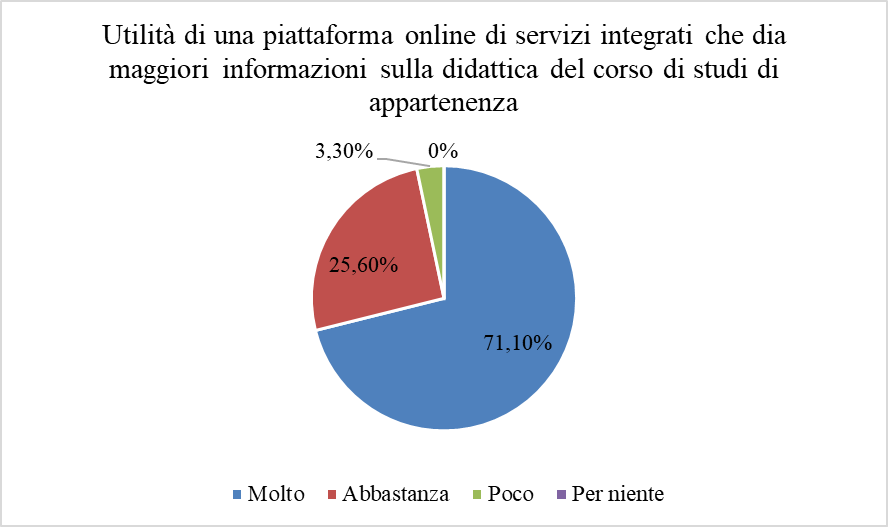 Utilità di una piattaforma online di servizi integrati che dia
maggiori informazioni sulla didattica del corso di studi di
appartenenza
3,30%
0%
25,60%
71,10%
Molto
Abbastanza
Poco
Per niente